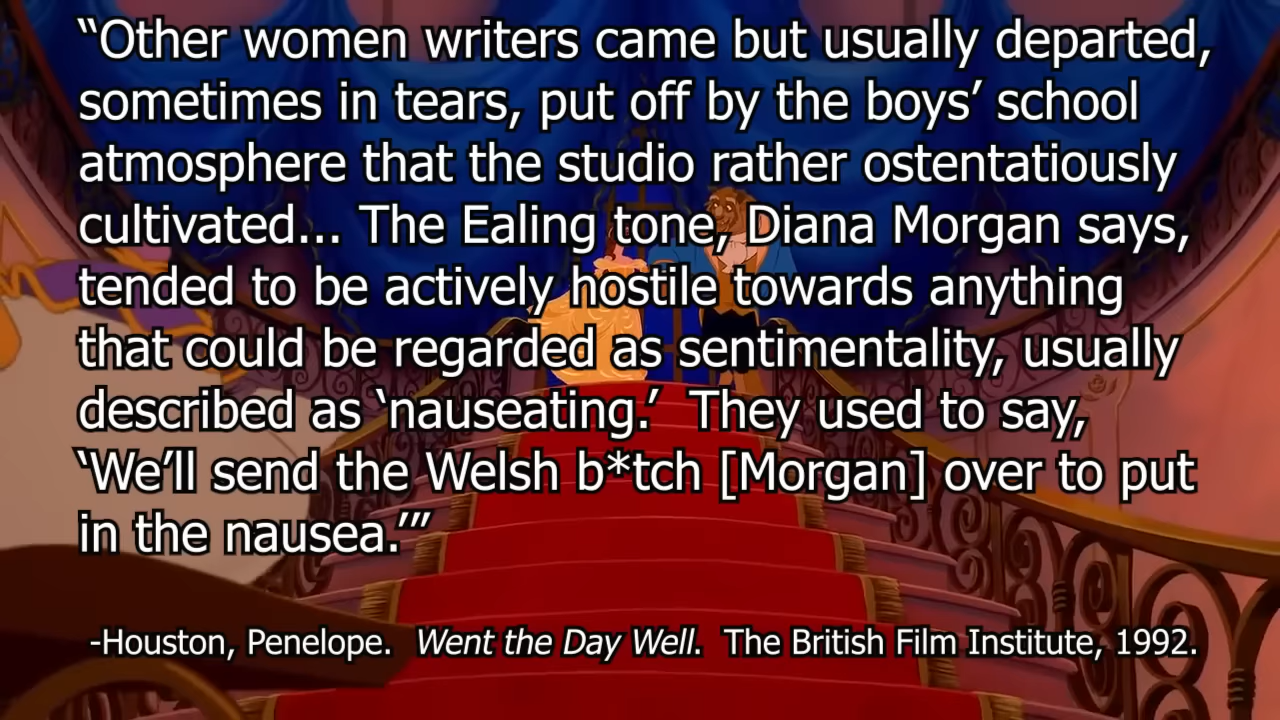 “Other women writers came but usually departed,
sometimes in tears, put off by the boys’ school
atmosphere that the studio rather ostentatiously
cultivated... The Ealing tone, Diana Morgan says,
tended to be actively hostile towards anything
that could be regarded as sentimentality, usually
described as ‘nauseating.’ They used to say,
‘We’ll send the Welsh b*tch [Morgan] over to put
in the nausea.’”
-Houston, Penelope. Went the Day Well. The British Film Institute, 1992.